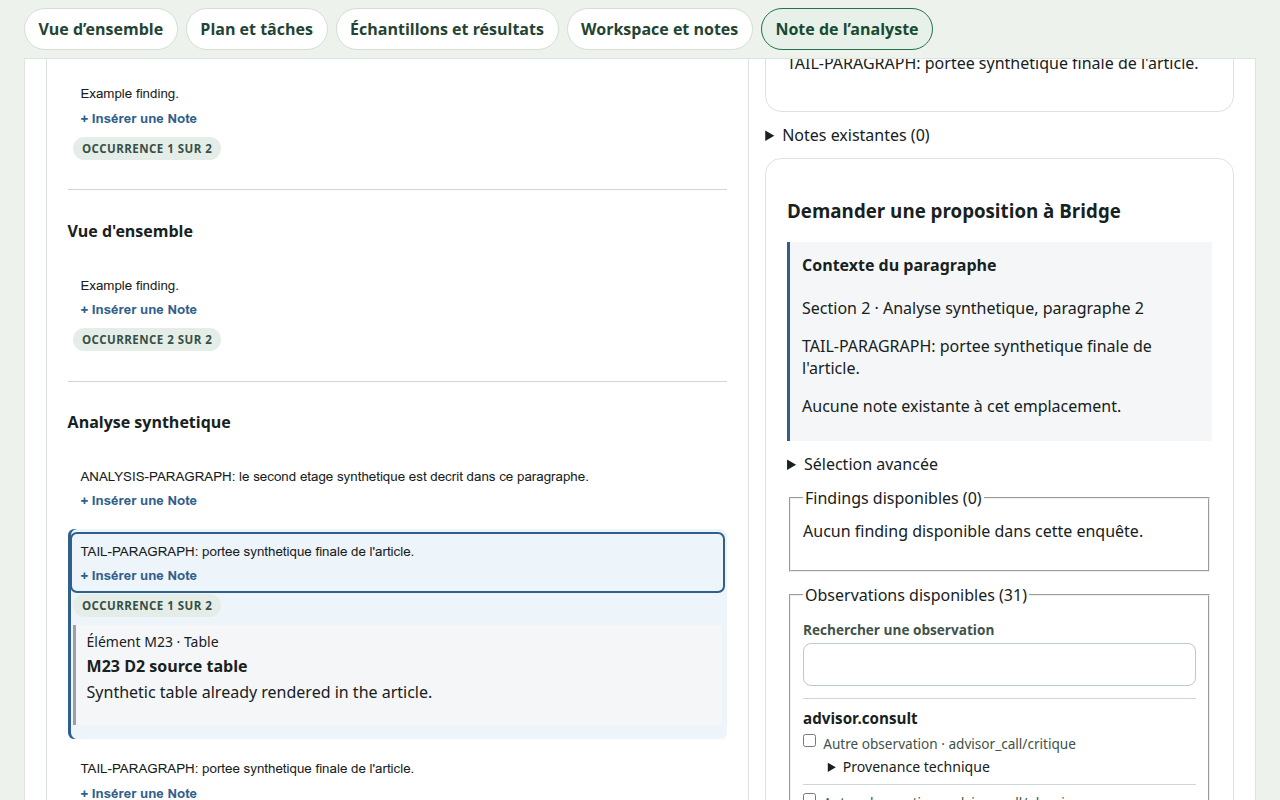 Vue d’ensemble
Plan et tâches
Échantillons et résultats
Workspace et notes
Note de l’analyste
Example finding.
+ Insérer une Note
OCCURRENCE 1 SUR 2
Vue d'ensemble
Example finding.
+ Insérer une Note
OCCURRENCE 2 SUR 2
Analyse synthetique
ANALYSIS-PARAGRAPH: le second etage synthetique est decrit dans ce paragraphe.
+ Insérer une Note
TAIL-PARAGRAPH: portee synthetique finale de l'article.
+ Insérer une Note
OCCURRENCE 1 SUR 2
Élément M23 · Table
M23 D2 source table
Synthetic table already rendered in the article.
TAIL-PARAGRAPH: portee synthetique finale de l'article.
+ Insérer une Note
TAIL-PARAGRAPH: portee synthetique finale de l'article.
Notes existantes (0)
Demander une proposition à Bridge
Contexte du paragraphe
Section 2 · Analyse synthetique, paragraphe 2
TAIL-PARAGRAPH: portee synthetique finale de
l'article.
Aucune note existante à cet emplacement.
Sélection avancée
Findings disponibles (0)
Aucun finding disponible dans cette enquête.
Observations disponibles (31)
Rechercher une observation
advisor.consult
Autre observation · advisor_call/critique
Provenance technique